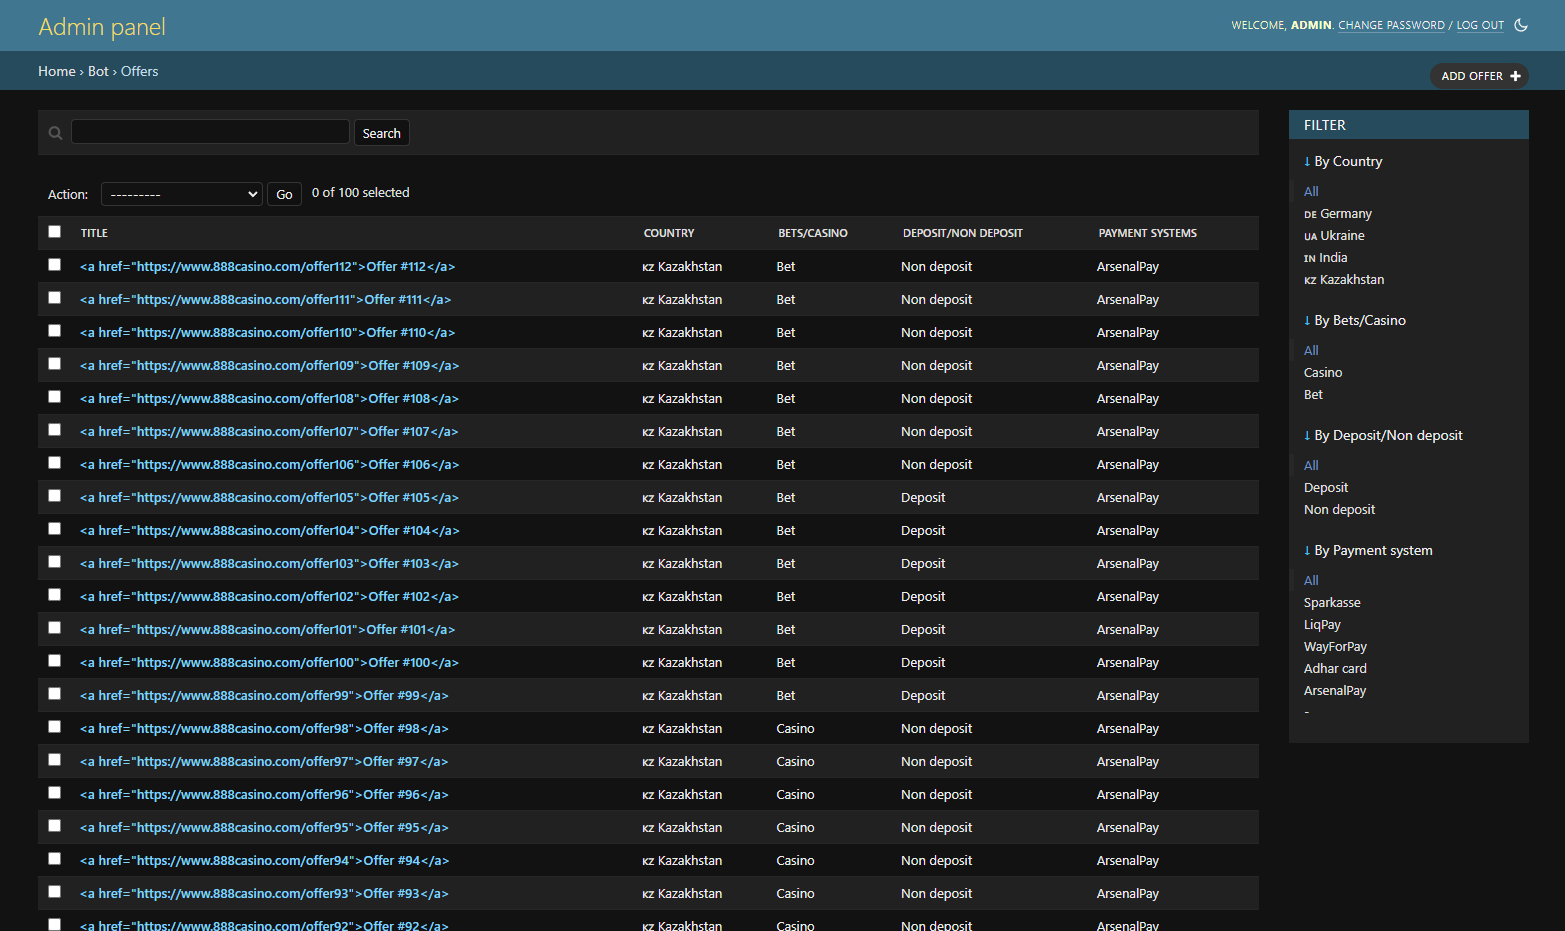 Admin panel
WELCOME, ADMIN. CHANGE PASSWORD / LOG OUT
Home › Bot › Offers
ADD OFFER
Search
Action: --------- Go 0 of 100 selected
TITLE COUNTRY BETS/CASINO DEPOSIT/NON DEPOSIT PAYMENT SYSTEMS
<a href="https://www.888casino.com/offer112">Offer #112</a> KZ Kazakhstan Bet Non deposit ArsenalPay
<a href="https://www.888casino.com/offer111">Offer #111</a> KZ Kazakhstan Bet Non deposit ArsenalPay
<a href="https://www.888casino.com/offer110">Offer #110</a> KZ Kazakhstan Bet Non deposit ArsenalPay
<a href="https://www.888casino.com/offer109">Offer #109</a> KZ Kazakhstan Bet Non deposit ArsenalPay
<a href="https://www.888casino.com/offer108">Offer #108</a> KZ Kazakhstan Bet Non deposit ArsenalPay
<a href="https://www.888casino.com/offer107">Offer #107</a> KZ Kazakhstan Bet Non deposit ArsenalPay
<a href="https://www.888casino.com/offer106">Offer #106</a> KZ Kazakhstan Bet Non deposit ArsenalPay
<a href="https://www.888casino.com/offer105">Offer #105</a> KZ Kazakhstan Bet Deposit ArsenalPay
<a href="https://www.888casino.com/offer104">Offer #104</a> KZ Kazakhstan Bet Deposit ArsenalPay
<a href="https://www.888casino.com/offer103">Offer #103</a> KZ Kazakhstan Bet Deposit ArsenalPay
<a href="https://www.888casino.com/offer102">Offer #102</a> KZ Kazakhstan Bet Deposit ArsenalPay
<a href="https://www.888casino.com/offer101">Offer #101</a> KZ Kazakhstan Bet Deposit ArsenalPay
<a href="https://www.888casino.com/offer100">Offer #100</a> KZ Kazakhstan Bet Deposit ArsenalPay
<a href="https://www.888casino.com/offer99">Offer #99</a> KZ Kazakhstan Bet Deposit ArsenalPay
<a href="https://www.888casino.com/offer98">Offer #98</a> KZ Kazakhstan Casino Non deposit ArsenalPay
<a href="https://www.888casino.com/offer97">Offer #97</a> KZ Kazakhstan Casino Non deposit ArsenalPay
<a href="https://www.888casino.com/offer96">Offer #96</a> KZ Kazakhstan Casino Non deposit ArsenalPay
<a href="https://www.888casino.com/offer95">Offer #95</a> KZ Kazakhstan Casino Non deposit ArsenalPay
<a href="https://www.888casino.com/offer94">Offer #94</a> KZ Kazakhstan Casino Non deposit ArsenalPay
<a href="https://www.888casino.com/offer93">Offer #93</a> KZ Kazakhstan Casino Non deposit ArsenalPay
<a href="https://www.888casino.com/offer92">Offer #92</a> KZ Kazakhstan Casino Non deposit ArsenalPay
FILTER
↓ By Country
All
DE Germany
UA Ukraine
IN India
KZ Kazakhstan
↓ By Bets/Casino
All
Casino
Bet
↓ By Deposit/Non deposit
All
Deposit
Non deposit
↓ By Payment system
All
Sparkasse
LiqPay
WayForPay
Adhar card
ArsenalPay
-